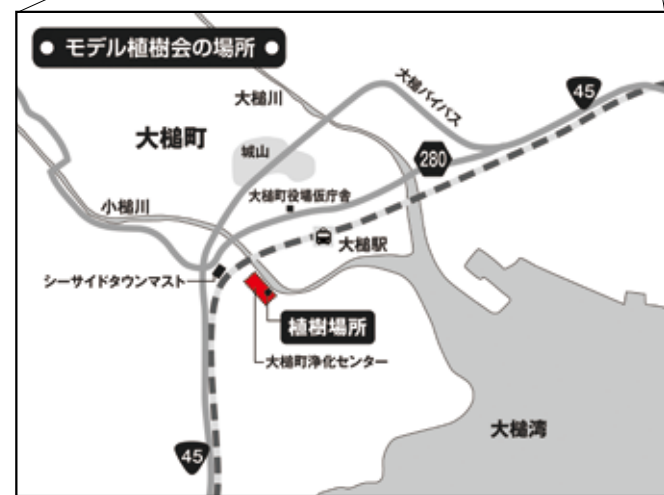 モデル植樹会の場所
45
大槌川
大槌バイパス
大槌町
城山
280
大槌町役場仮庁舎
小槌川
大槌駅
シーサイドタウンマスト
植樹場所
大槌町浄化センター
大槌湾
45